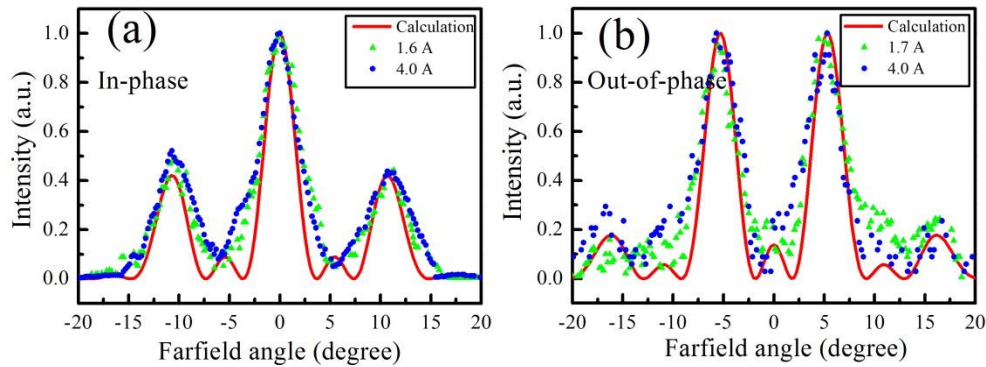 (a)
In-phase
Calculation
1.6 A
4.0 A
Intensity (a.u.)
1.0
0.8
0.6
0.4
0.2
0.0
-20 -15 -10 -5 0 5 10 15 20
Farfield angle (degree)
(b)
Out-of-phase
Calculation
1.7 A
4.0 A
Intensity (a.u.)
1.0
0.8
0.6
0.4
0.2
0.0
-20 -15 -10 -5 0 5 10 15 20
Farfield angle (degree)